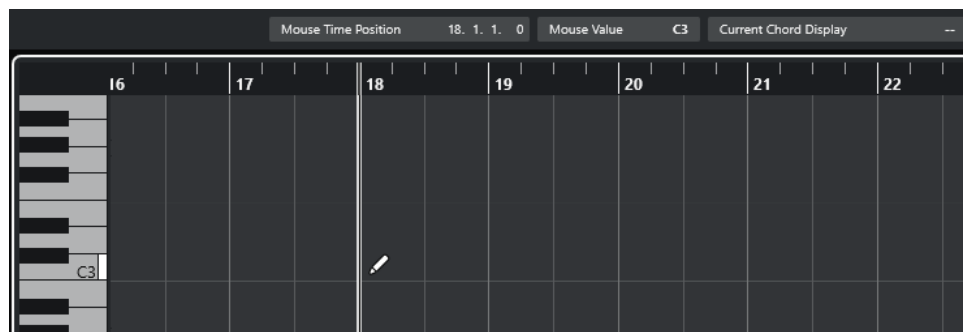 Mouse Time Position 18. 1. 1. 0 Mouse Value C3 Current Chord Display --
16 17 18 19 20 21 22
C3